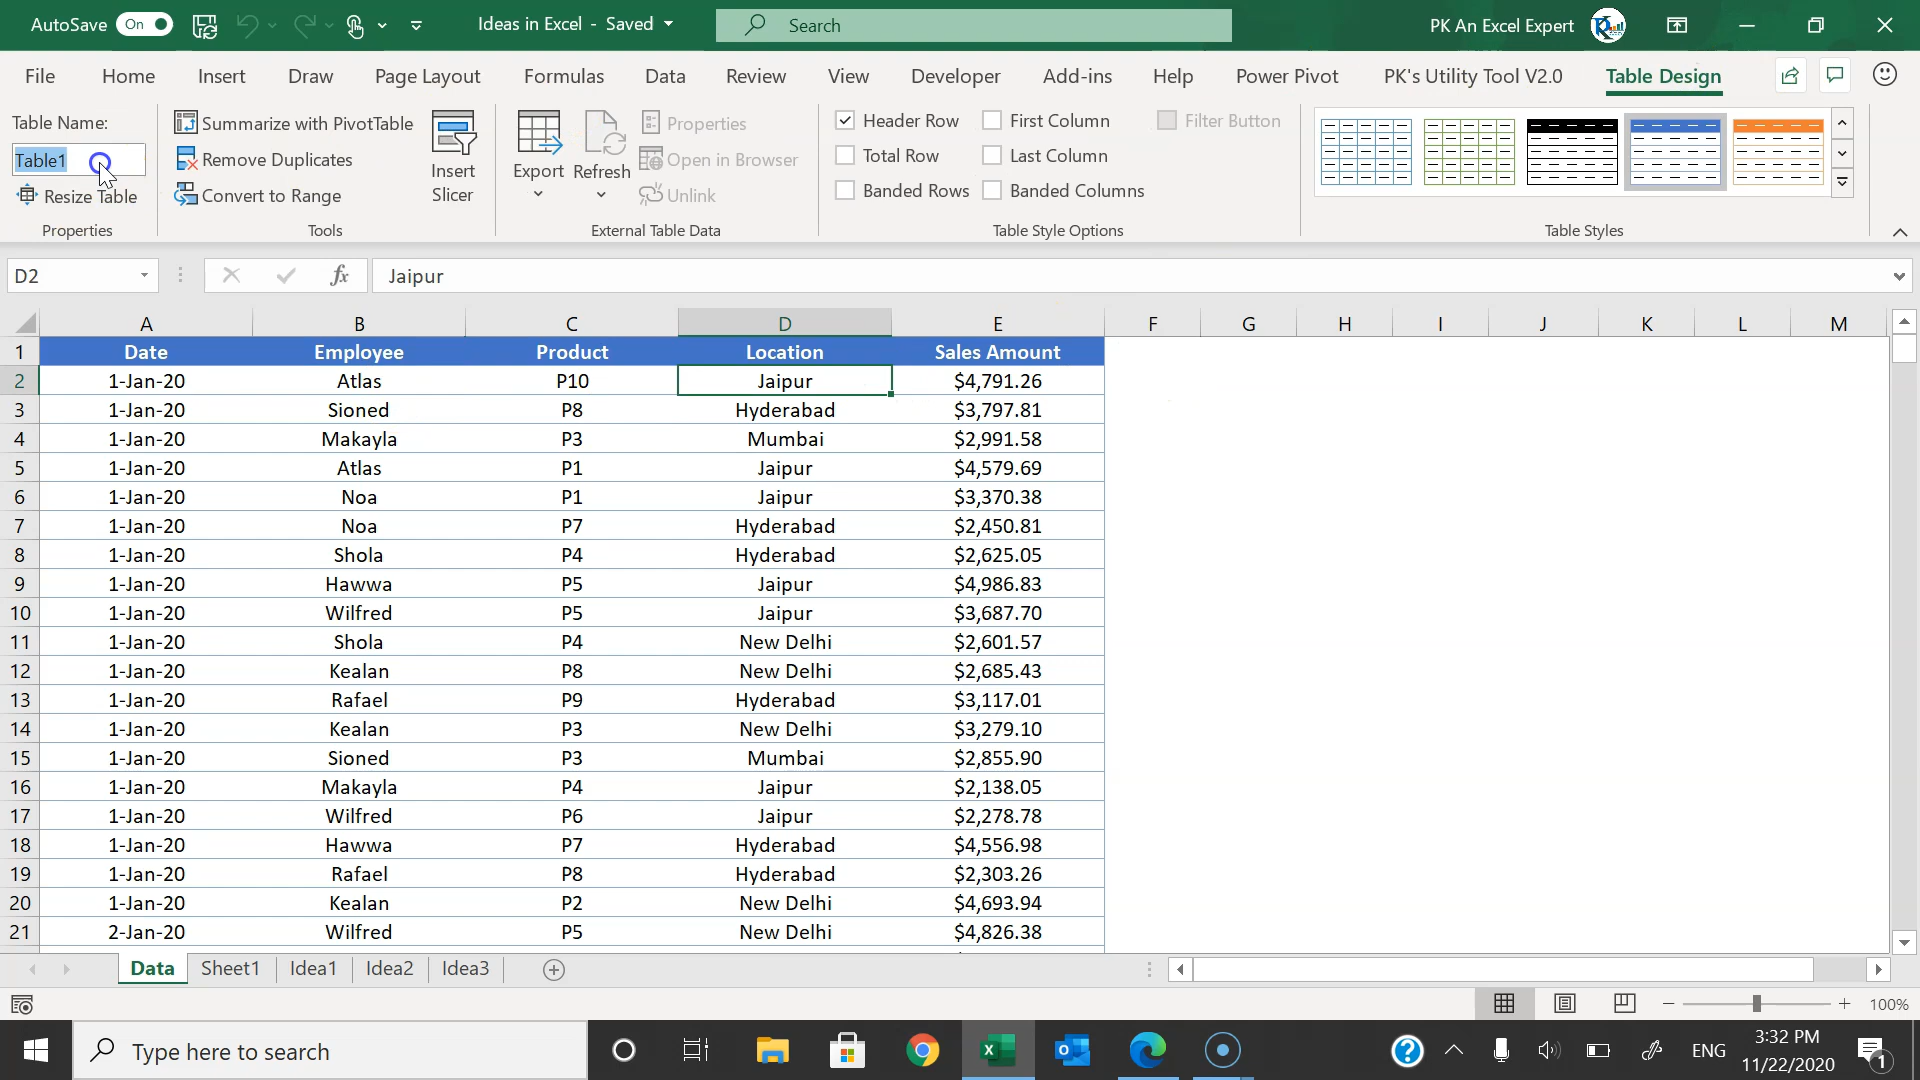 AutoSave On Ideas in Excel - Saved Search PK An Excel Expert
File Home Insert Draw Page Layout Formulas Data Review View Developer Add-ins Help Power Pivot PK's Utility Tool V2.0 Table Design
Table Name:
Table1
Resize Table
Properties
Summarize with PivotTable
Remove Duplicates
Convert to Range
Insert
Slicer
Tools
Export
Refresh
Properties
Open in Browser
Unlink
External Table Data
Header Row First Column Filter Button
Total Row Last Column
Banded Rows Banded Columns
Table Style Options
Table Styles
D2 fx Jaipur
A B C D E F G H I J K L M
1 Date Employee Product Location Sales Amount
2 1-Jan-20 Atlas P10 Jaipur $4,791.26
3 1-Jan-20 Sioned P8 Hyderabad $3,797.81
4 1-Jan-20 Makayla P3 Mumbai $2,991.58
5 1-Jan-20 Atlas P1 Jaipur $4,579.69
6 1-Jan-20 Noa P1 Jaipur $3,370.38
7 1-Jan-20 Noa P7 Hyderabad $2,450.81
8 1-Jan-20 Shola P4 Hyderabad $2,625.05
9 1-Jan-20 Hawwa P5 Jaipur $4,986.83
10 1-Jan-20 Wilfred P5 Jaipur $3,687.70
11 1-Jan-20 Shola P4 New Delhi $2,601.57
12 1-Jan-20 Kealan P8 New Delhi $2,685.43
13 1-Jan-20 Rafael P9 Hyderabad $3,117.01
14 1-Jan-20 Kealan P3 New Delhi $3,279.10
15 1-Jan-20 Sioned P3 Mumbai $2,855.90
16 1-Jan-20 Makayla P4 Jaipur $2,138.05
17 1-Jan-20 Wilfred P6 Jaipur $2,278.78
18 1-Jan-20 Hawwa P7 Hyderabad $4,556.98
19 1-Jan-20 Rafael P8 Hyderabad $2,303.26
20 1-Jan-20 Kealan P2 New Delhi $4,693.94
21 2-Jan-20 Wilfred P5 New Delhi $4,826.38
Data Sheet1 Idea1 Idea2 Idea3
100%
Type here to search ENG 3:32 PM
11/22/2020 1